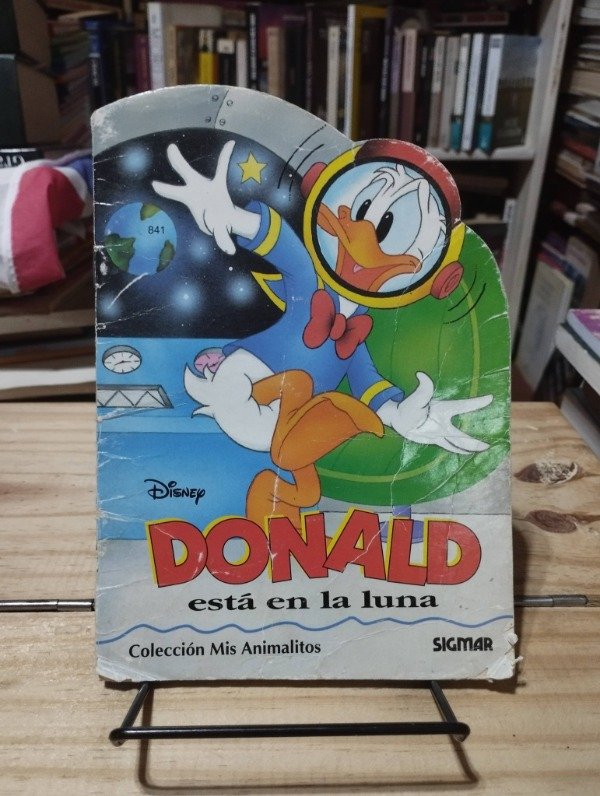 841
Disney
DONALD
está en la luna
Colección Mis Animalitos
SIGMAR